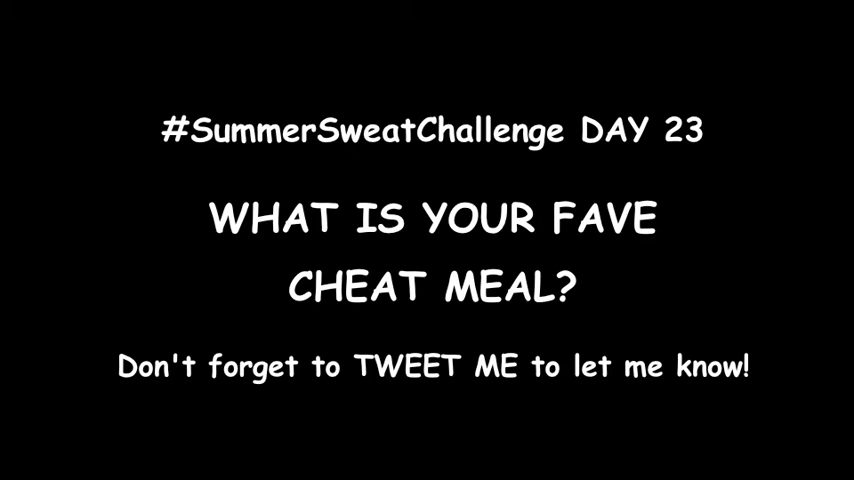 #SummerSweatChallenge DAY 23
WHAT IS YOUR FAVE
CHEAT MEAL?
Don't forget to TWEET ME to let me know!